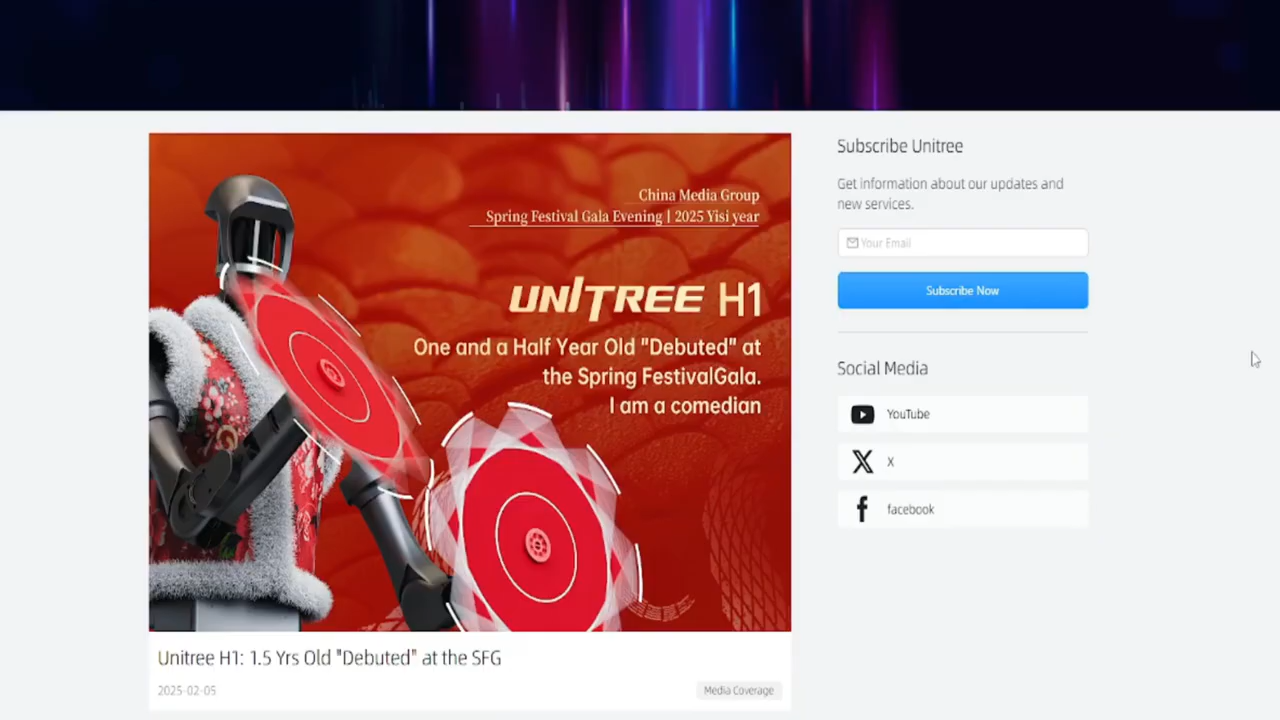 China Media Group
Spring Festival Gala Evening | 2025 Yisi year
UNITREE H1
One and a Half Year Old "Debuted" at
the Spring FestivalGala.
I am a comedian
Unitree H1: 1.5 Yrs Old "Debuted" at the SFG
2025-02-05
Media Coverage
Subscribe Unitree
Get information about our updates and
new services.
Your Email
Subscribe Now
Social Media
YouTube
X
facebook